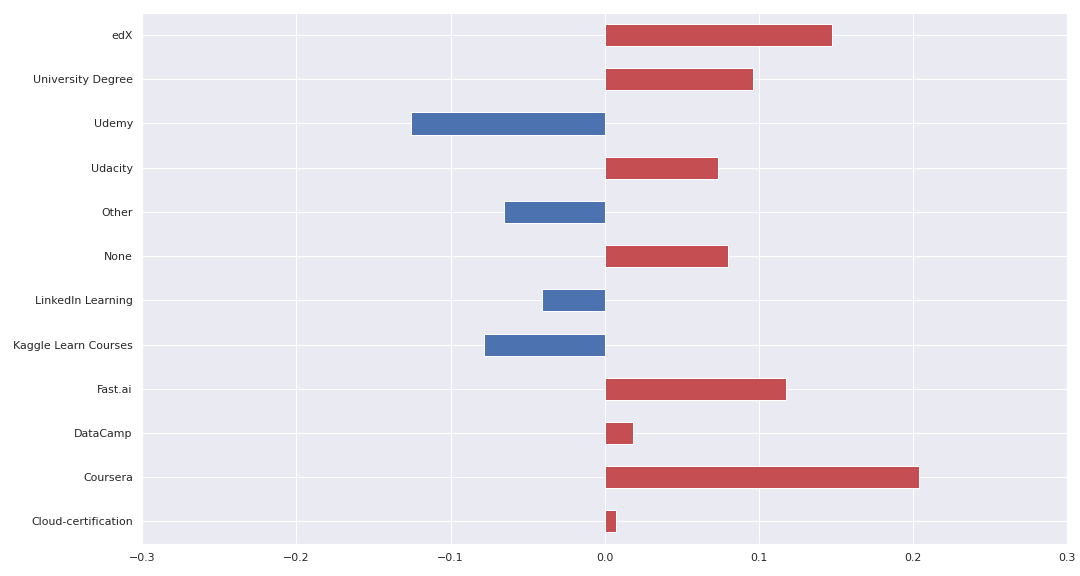 edX
University Degree
Udemy
Udacity
Other
None
LinkedIn Learning
Kaggle Learn Courses
Fast.ai
DataCamp
Coursera
Cloud-certification
−0.3 −0.2 −0.1 0.0 0.1 0.2 0.3